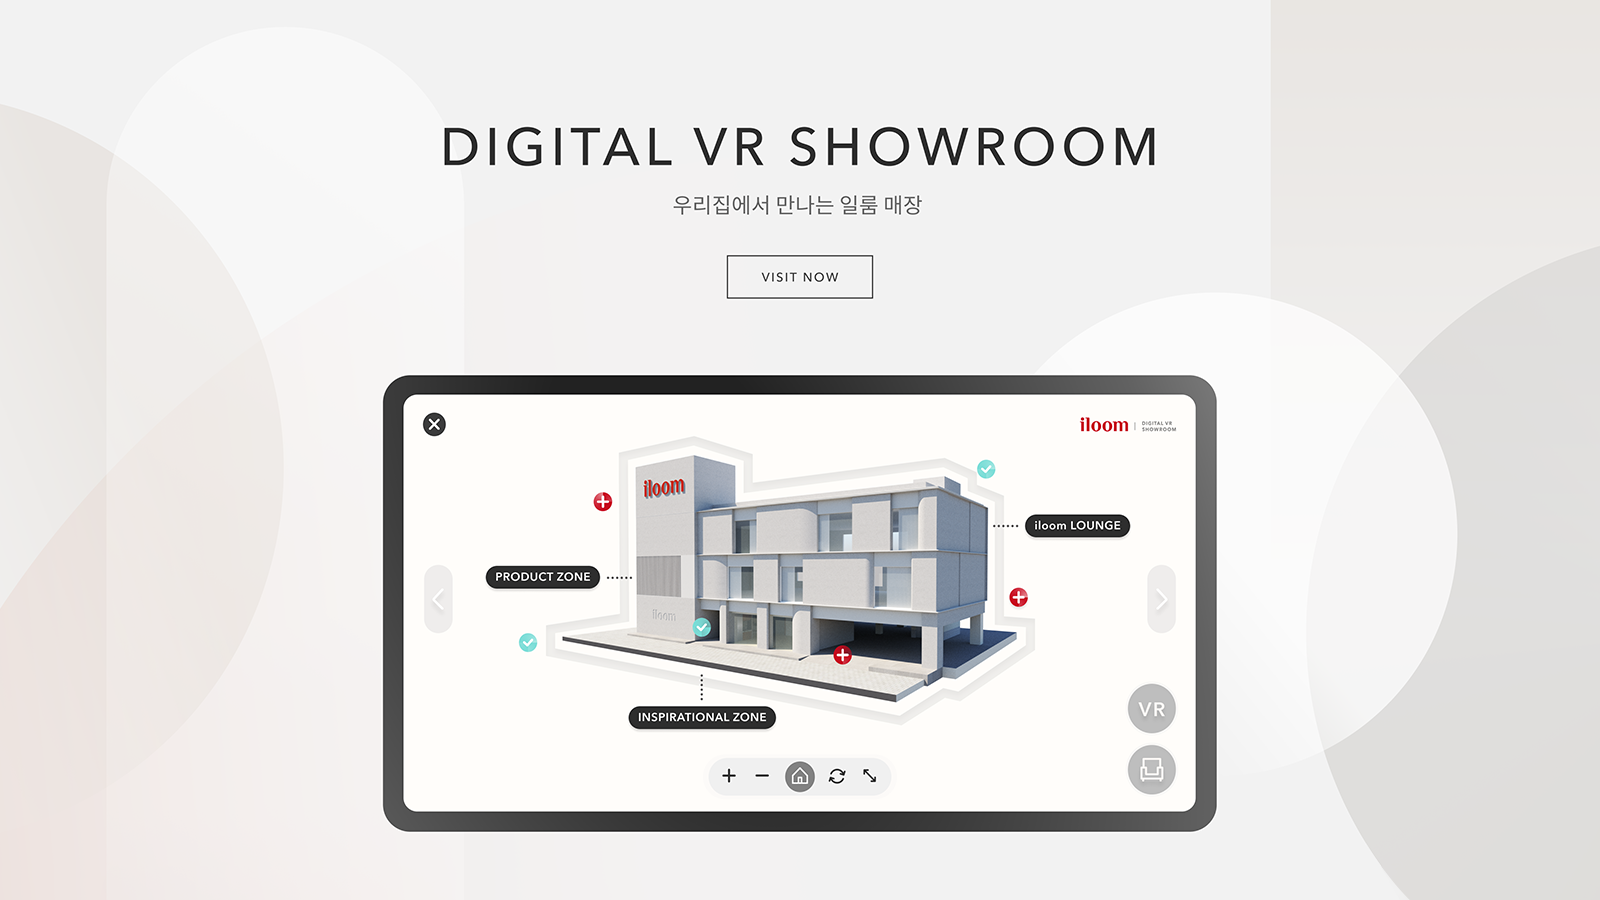 DIGITAL VR SHOWROOM
우리집에서 만나는 일룸 매장
VISIT NOW
iloom | DIGITAL VR
SHOWROOM
iloom
iloom LOUNGE
PRODUCT ZONE
iloom
INSPIRATIONAL ZONE
VR